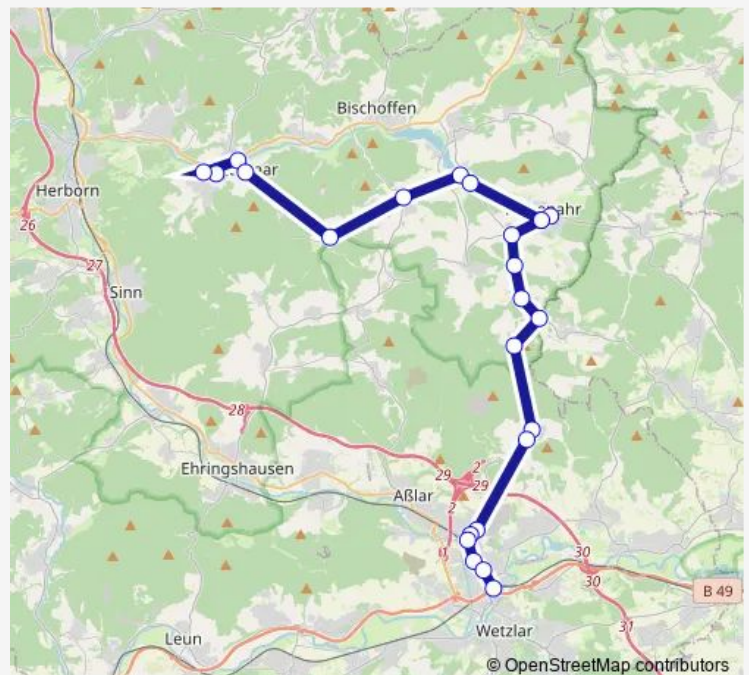 Bischoffen
Herborn
26
27
Sinn
28
Ehringshausen
29
2
29
Aßlar
2
30
30
B 49
31
Wetzlar
Leun
© OpenStreetMap contributors